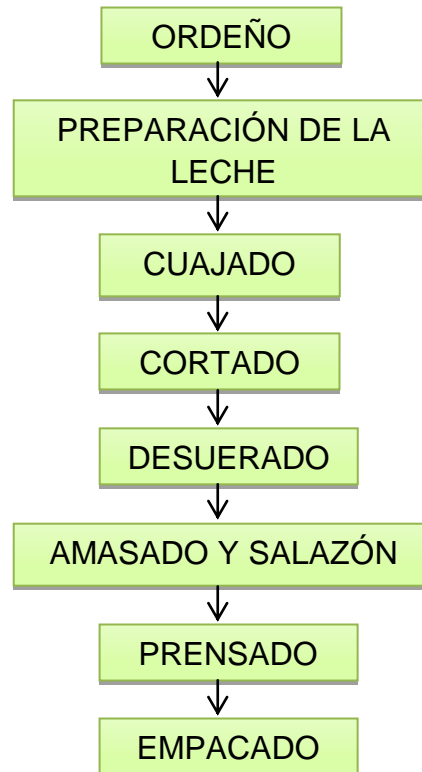 ORDEÑO
PREPARACIÓN DE LA
LECHE
CUAJADO
CORTADO
DESUERADO
AMASADO Y SALAZÓN
PRENSADO
EMPACADO